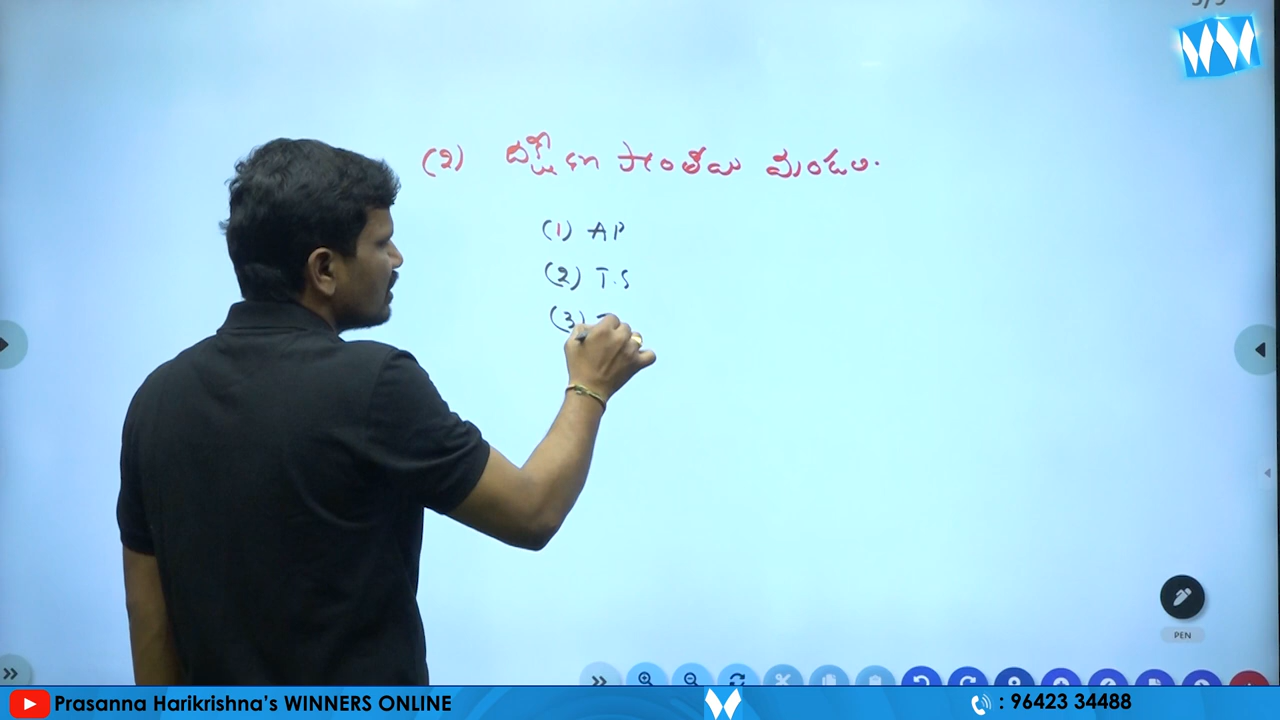 (2) దక్షిణ ప్రాంతీయ మండలి.
(1) AP
(2) T.S
(3) T
PEN
Prasanna Harikrishna's WINNERS ONLINE
: 96423 34488